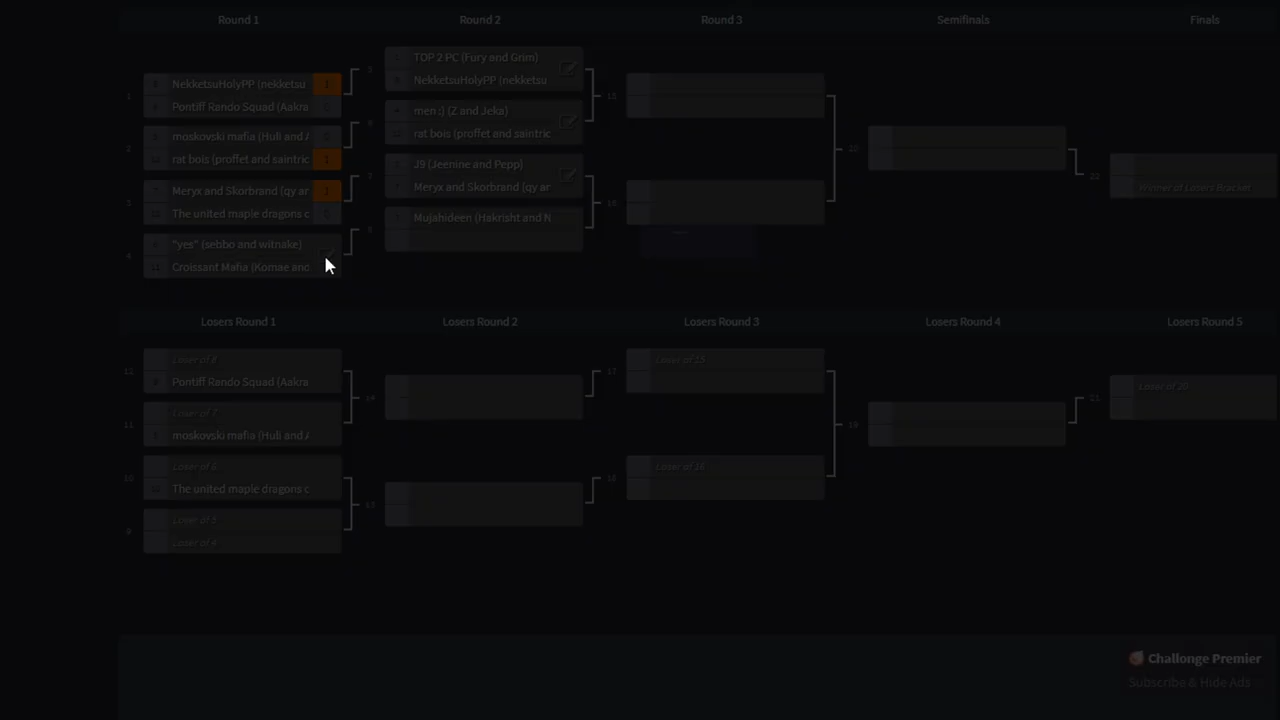 Round 1
Round 2
Round 3
Semifinals
Finals
NekketsuHolyPP (nekketsu
1
Pontiff Rando Squad (Aakra
0
moskovski mafia (Huli and A
0
rat bois (proffet and saintric
1
Meryx and Skorbrand (qy ar
1
The united maple dragons c
0
"yes" (sebbo and witnake)
Croissant Mafia (Komae and
TOP 2 PC (Fury and Grim)
NekketsuHolyPP (nekketsu
men :) (Z and Jeka)
rat bois (proffet and saintric
J9 (Jeenine and Pepp)
Meryx and Skorbrand (qy ar
Mujahideen (Hakrisht and N
Winner of Losers Bracket
Losers Round 1
Losers Round 2
Losers Round 3
Losers Round 4
Losers Round 5
Loser of 8
Pontiff Rando Squad (Aakra
Loser of 7
moskovski mafia (Huli and A
Loser of 6
The united maple dragons c
Loser of 5
Loser of 4
Loser of 15
Loser of 16
Loser of 20
Challonge Premier
Subscribe & Hide Ads